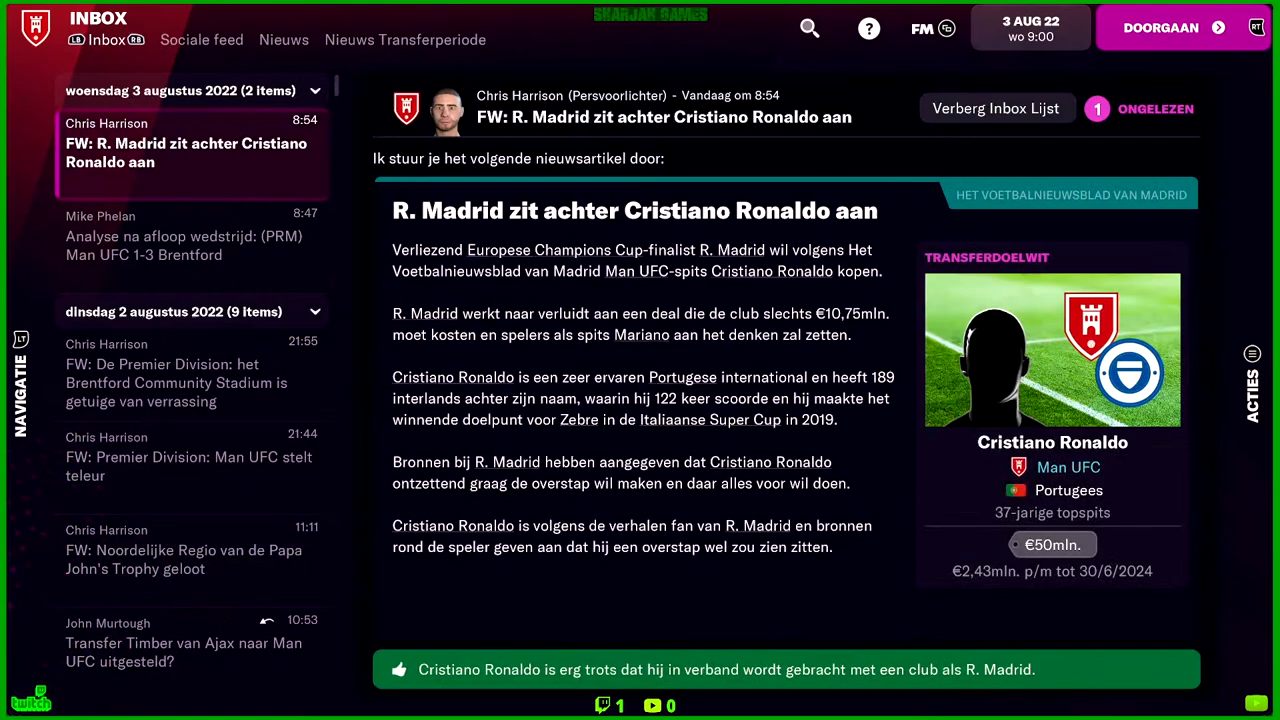 SKARJAH GAMES
INBOX
LB Inbox RB
Sociale feed
Nieuws
Nieuws Transferperiode
?
FM
3 AUG 22
wo 9:00
DOORGAAN
RT
woensdag 3 augustus 2022 (2 items)
Chris Harrison
8:54
FW: R. Madrid zit achter Cristiano
Ronaldo aan
Mike Phelan
8:47
Analyse na afloop wedstrijd: (PRM)
Man UFC 1-3 Brentford
dinsdag 2 augustus 2022 (9 items)
Chris Harrison
21:55
FW: De Premier Division: het
Brentford Community Stadium is
getuige van verrassing
Chris Harrison
21:44
FW: Premier Division: Man UFC stelt
teleur
Chris Harrison
11:11
FW: Noordelijke Regio van de Papa
John's Trophy geloot
John Murtough
10:53
Transfer Timber van Ajax naar Man
UFC uitgesteld?
LT
NAVIGATIE
Chris Harrison (Persvoorlichter) - Vandaag om 8:54
FW: R. Madrid zit achter Cristiano Ronaldo aan
Verberg Inbox Lijst
1 ONGELEZEN
Ik stuur je het volgende nieuwsartikel door:
HET VOETBALNIEUWSBLAD VAN MADRID
R. Madrid zit achter Cristiano Ronaldo aan
Verliezend Europese Champions Cup-finalist R. Madrid wil volgens Het
Voetbalnieuwsblad van Madrid Man UFC-spits Cristiano Ronaldo kopen.
R. Madrid werkt naar verluidt aan een deal die de club slechts €10,75mln.
moet kosten en spelers als spits Mariano aan het denken zal zetten.
Cristiano Ronaldo is een zeer ervaren Portugese international en heeft 189
interlands achter zijn naam, waarin hij 122 keer scoorde en hij maakte het
winnende doelpunt voor Zebre in de Italiaanse Super Cup in 2019.
Bronnen bij R. Madrid hebben aangegeven dat Cristiano Ronaldo
ontzettend graag de overstap wil maken en daar alles voor wil doen.
Cristiano Ronaldo is volgens de verhalen fan van R. Madrid en bronnen
rond de speler geven aan dat hij een overstap wel zou zien zitten.
TRANSFERDOELWIT
Cristiano Ronaldo
Man UFC
Portugees
37-jarige topspits
€50mln.
€2,43mln. p/m tot 30/6/2024
ACTIES
Cristiano Ronaldo is erg trots dat hij in verband wordt gebracht met een club als R. Madrid.
twitch
1
0